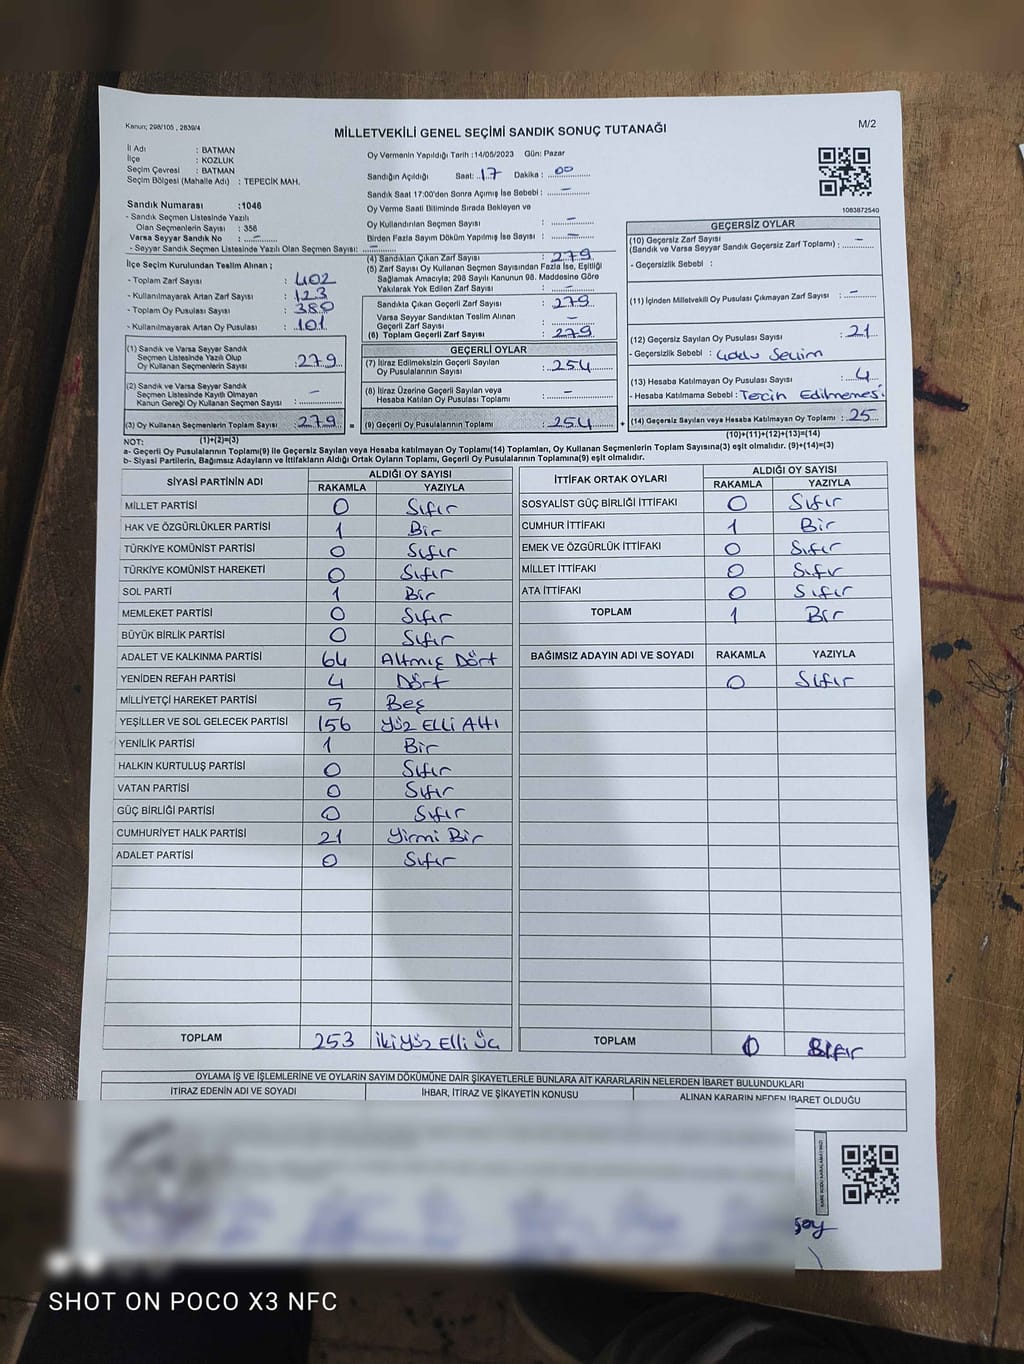 Kanun; 298/105 , 2839/4
MİLLETVEKİLİ GENEL SEÇİMİ SANDIK SONUÇ TUTANAĞI
M/2
İl Adı : BATMAN
İlçe : KOZLUK
Seçim Çevresi : BATMAN
Seçim Bölgesi (Mahalle Adı) : TEPECİK MAH.
Sandık Numarası :1046
- Sandık Seçmen Listesinde Yazılı
Olan Seçmenlerin Sayısı : 356
Varsa Seyyar Sandık No : –
- Seyyar Sandık Seçmen Listesinde Yazılı Olan Seçmen Sayısı: –
Oy Vermenin Yapıldığı Tarih :14/05/2023 Gün: Pazar
Sandığın Açıldığı Saat: 17 Dakika : 00
Sandık Saat 17:00'den Sonra Açımış İse Sebebi : –
Oy Verme Saati Bitiminde Sırada Bekleyen ve
Oy Kullandırılan Seçmen Sayısı : –
Birden Fazla Sayım Döküm Yapılmış İse Sayısı : –
1083872540
İlçe Seçim Kurulundan Teslim Alınan ;
- Toplam Zarf Sayısı : 402
- Kullanılmayarak Artan Zarf Sayısı : 123
- Toplam Oy Pusulası Sayısı : 380
- Kullanılmayarak Artan Oy Pusulası : 101
(1) Sandık ve Varsa Seyyar Sandık
Seçmen Listesinde Yazılı Olup
Oy Kullanan Seçmenlerin Sayısı : 279
(2) Sandık ve Varsa Seyyar Sandık
Seçmen Listesinde Kayıtlı Olmayan
Kanun Gereği Oy Kullanan Seçmen Sayısı : –
(3) Oy Kullanan Seçmenlerin Toplam Sayısı : 279
(4) Sandıktan Çıkan Zarf Sayısı : 279
(5) Zarf Sayısı Oy Kullanan Seçmen Sayısından Fazla İse, Eşitliği
Sağlamak Amacıyla; 298 Sayılı Kanunun 98. Maddesine Göre
Yakılarak Yok Edilen Zarf Sayısı : –
Sandıkta Çıkan Geçerli Zarf Sayısı : 279
Varsa Seyyar Sandıktan Teslim Alınan
Geçerli Zarf Sayısı : –
(6) Toplam Geçerli Zarf Sayısı : 279
GEÇERLİ OYLAR
(7) İtiraz Edilmeksizin Geçerli Sayılan
Oy Pusulalarının Sayısı : 254
(8) İtiraz Üzerine Geçerli Sayılan veya
Hesaba Katılan Oy Pusulası Toplamı : –
= (9) Geçerli Oy Pusulalarının Toplamı : 254 +
GEÇERSİZ OYLAR
(10) Geçersiz Zarf Sayısı
(Sandık ve Varsa Seyyar Sandık Geçersiz Zarf Toplamı) : –
- Geçersizlik Sebebi :
(11) İçinden Milletvekili Oy Pusulası Çıkmayan Zarf Sayısı : –
(12) Geçersiz Sayılan Oy Pusulası Sayısı : 21
- Geçersizlik Sebebi :
(13) Hesaba Katılmayan Oy Pusulası Sayısı : 4
- Hesaba Katılmama Sebebi : Tercin Edilmemesi
(14) Geçersiz Sayılan veya Hesaba Katılmayan Oy Toplamı : 25
NOT: (1)+(2)=(3)
(10)+(11)+(12)+(13)=(14)
a- Geçerli Oy Pusulalarının Toplamı(9) ile Geçersiz Sayılan veya Hesaba katılmayan Oy Toplamı(14) Toplamları, Oy Kullanan Seçmenlerin Toplam Sayısına(3) eşit olmalıdır. (9)+(14)=(3)
b- Siyasi Partilerin, Bağımsız Adayların ve İttifakların Aldığı Ortak Oyların Toplamı, Geçerli Oy Pusulalarının Toplamına(9) eşit olmalıdır.
SİYASİ PARTİNİN ADI ALDIĞI OY SAYISI
RAKAMLA YAZIYLA
MİLLET PARTİSİ 0 Sıfır
HAK VE ÖZGÜRLÜKLER PARTİSİ 1 Bir
TÜRKİYE KOMÜNİST PARTİSİ 0 Sıfır
TÜRKİYE KOMÜNİST HAREKETİ 0 Sıfır
SOL PARTİ 1 Bir
MEMLEKET PARTİSİ 0 Sıfır
BÜYÜK BİRLİK PARTİSİ 0 Sıfır
ADALET VE KALKINMA PARTİSİ 64 Altmış Dört
YENİDEN REFAH PARTİSİ 4 Dört
MİLLİYETÇİ HAREKET PARTİSİ 5 Beş
YEŞİLLER VE SOL GELECEK PARTİSİ 156 Yüz Elli Altı
YENİLİK PARTİSİ 1 Bir
HALKIN KURTULUŞ PARTİSİ 0 Sıfır
VATAN PARTİSİ 0 Sıfır
GÜÇ BİRLİĞİ PARTİSİ 0 Sıfır
CUMHURİYET HALK PARTİSİ 21 Yirmi Bir
ADALET PARTİSİ 0 Sıfır
TOPLAM 253 İkiyüz Elli Üç
İTTİFAK ORTAK OYLARI ALDIĞI OY SAYISI
RAKAMLA YAZIYLA
SOSYALIST GÜÇ BİRLİĞİ İTTİFAKI 0 Sıfır
CUMHUR İTTİFAKI 1 Bir
EMEK VE ÖZGÜRLÜK İTTİFAKI 0 Sıfır
MİLLET İTTİFAKI 0 Sıfır
ATA İTTİFAKI 0 Sıfır
TOPLAM 1 Bir
BAĞIMSIZ ADAYIN ADI VE SOYADI RAKAMLA YAZIYLA
0 Sıfır
TOPLAM 0 Sıfır
OYLAMA İŞ VE İŞLEMLERİNE VE OYLARIN SAYIM DÖKÜMÜNE DAİR ŞİKAYETLERLE BUNLARA AİT KARARLARIN NELERDEN İBARET BULUNDUKLARI
İTİRAZ EDENİN ADI VE SOYADI İHBAR, İTİRAZ VE ŞİKAYETİN KONUSU ALINAN KARARIN NEDEN İBARET OLDUĞU
KARE KODU KARALAMAYINIZ!
SHOT ON POCO X3 NFC